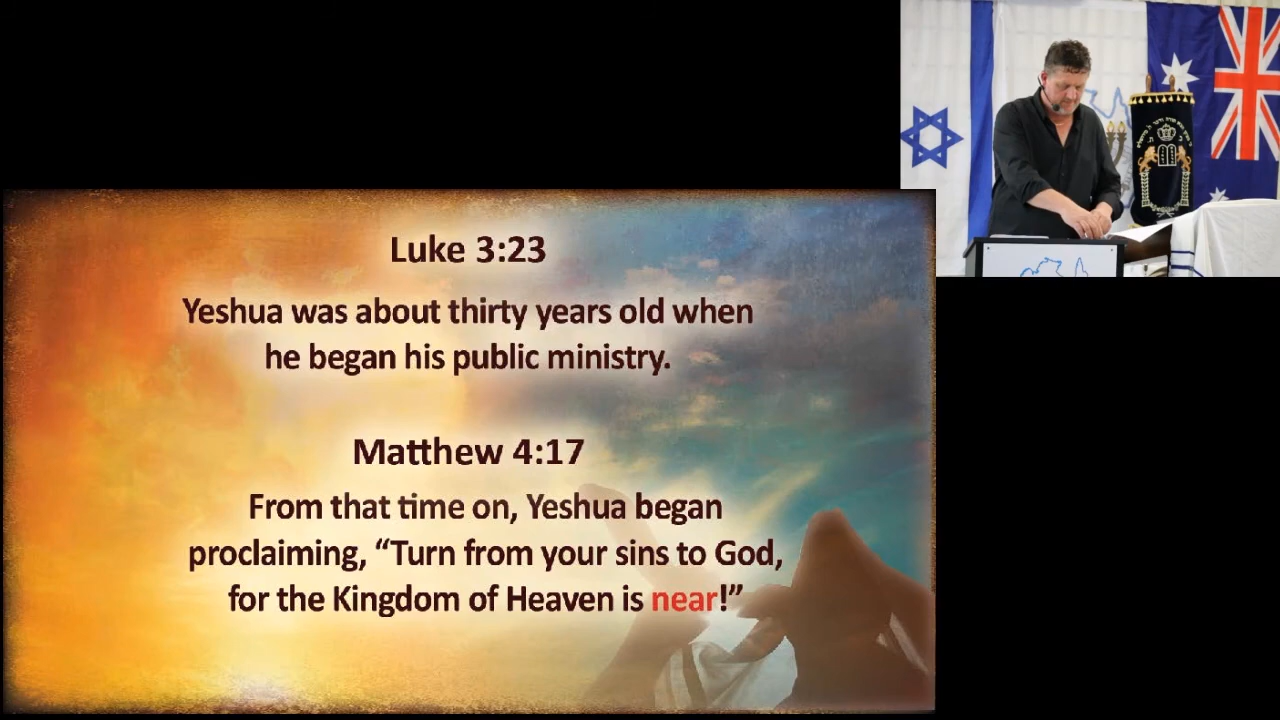 Luke 3:23
Yeshua was about thirty years old when
he began his public ministry.
Matthew 4:17
From that time on, Yeshua began
proclaiming, “Turn from your sins to God,
for the Kingdom of Heaven is near!”